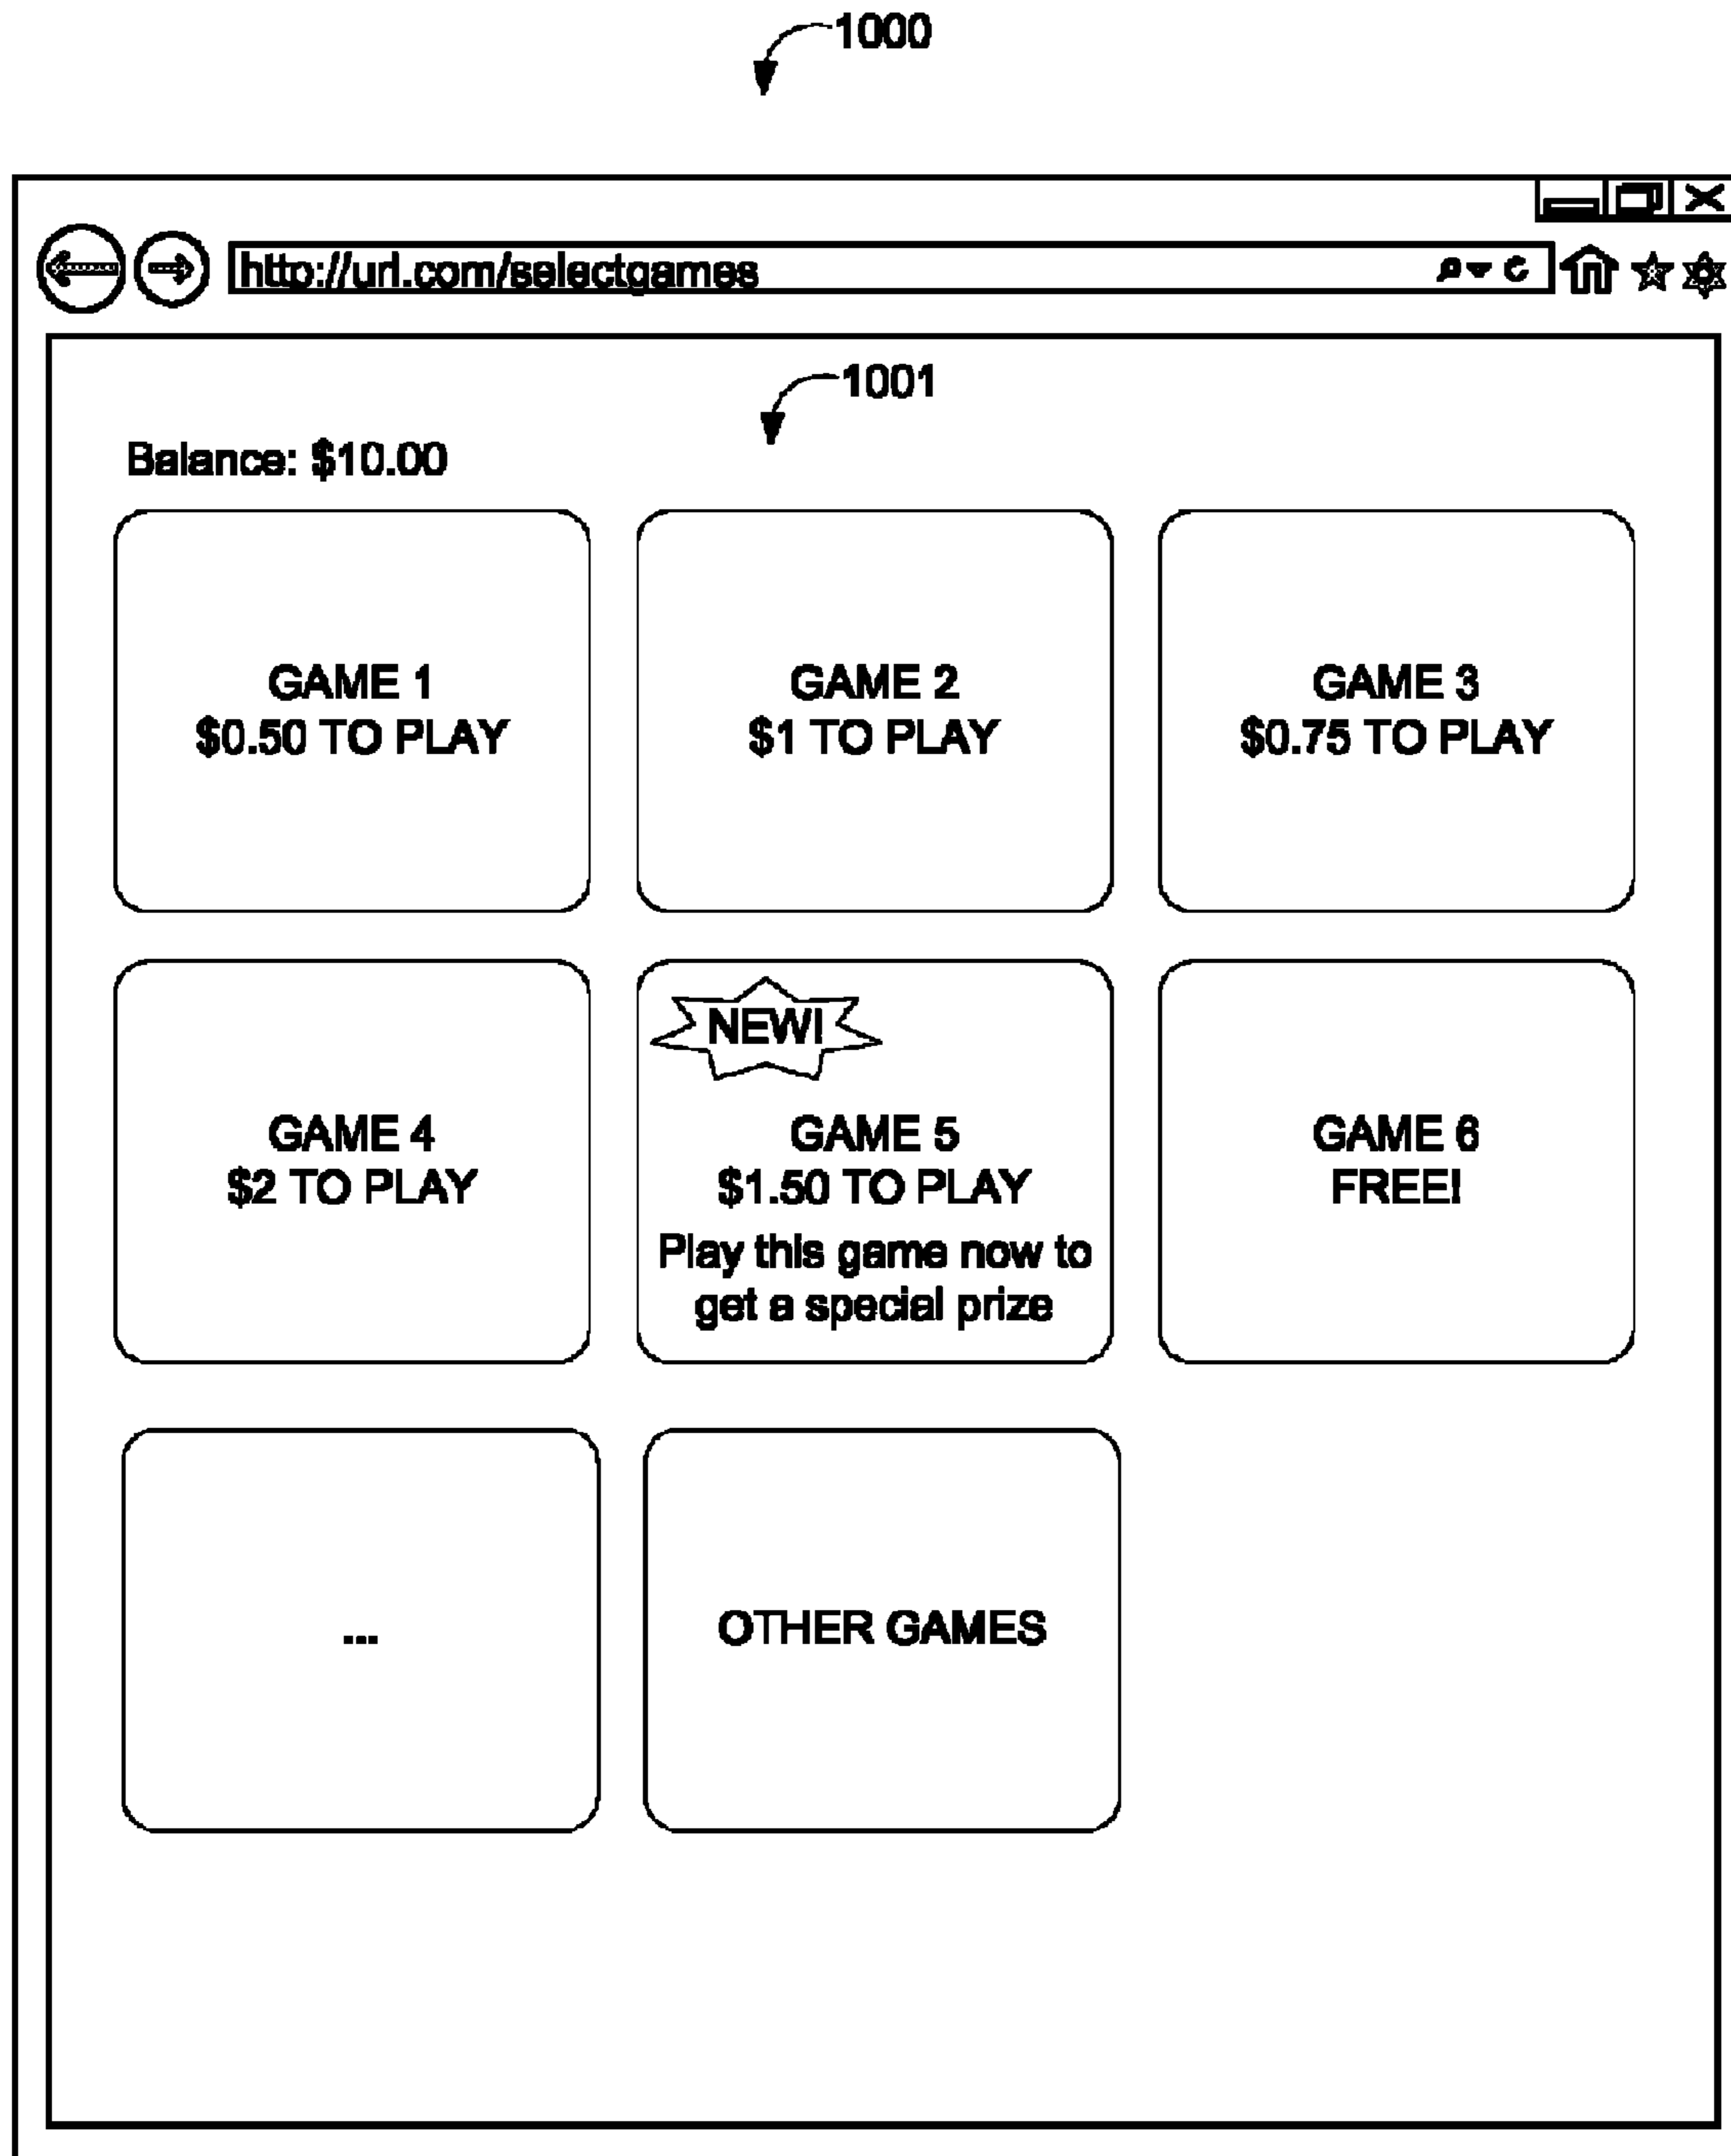 1000
http://url.com/selectgames
1001
Balance: $10.00
GAME 1
$0.50 TO PLAY
GAME 2
$1 TO PLAY
GAME 3
$0.75 TO PLAY
GAME 4
$2 TO PLAY
NEW!
GAME 5
$1.50 TO PLAY
Play this game now to
get a special prize
GAME 6
FREE!
...
OTHER GAMES